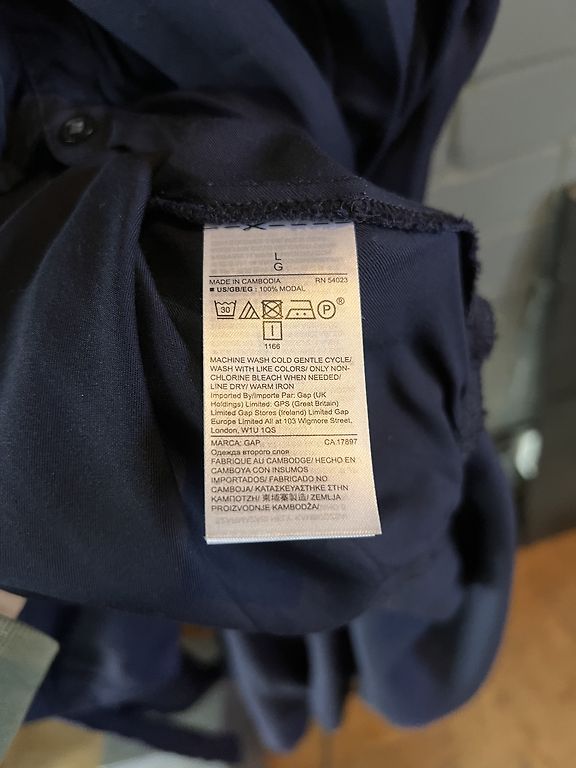 L
G
MADE IN CAMBODIA RN 54023
■ US/GB/EG : 100% MODAL
30 P ®
1166
MACHINE WASH COLD GENTLE CYCLE/
WASH WITH LIKE COLORS/ ONLY NON-
CHLORINE BLEACH WHEN NEEDED/
LINE DRY/ WARM IRON
Imported By/Importe Par: Gap (UK
Holdings) Limited; GPS (Great Britain)
Limited Gap Stores (Ireland) Limited Gap
Europe Limited All at 103 Wigmore Street,
London, W1U 1QS
MARCA: GAP CA 17897
Одежда второго слоя
FABRIQUE AU CAMBODGE/ HECHO EN
CAMBOYA CON INSUMOS
IMPORTADOS/ FABRICADO NO
CAMBOJA/ ΚΑΤΑΣΚΕΥΑΣΤΗΚΕ ΣΤΗΝ
ΚΑΜΠΟΤΖΗ/ 柬埔寨製造/ ZEMLJA
PROIZVODNJE KAMBODŽA/